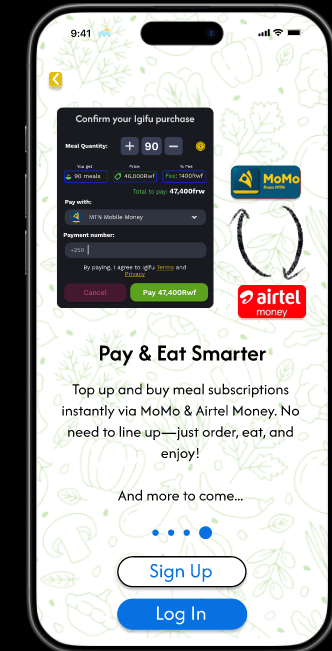 9:41
Confirm your Igifu purchase
Meal Quantity: + 90 −
You get Price % Fee
90 meals 46,000Rwf Fee: 1400Rwf
Total to pay: 47,400frw
Pay with:
MTN Mobile Money
Payment number:
+250
By paying, I agree to Igifu Terms and
Privacy
Cancel Pay 47,400Rwf
MoMo
from MTN
airtel
money
Pay & Eat Smarter
Top up and buy meal subscriptions
instantly via MoMo & Airtel Money. No
need to line up—just order, eat, and
enjoy!
And more to come...
Sign Up
Log In